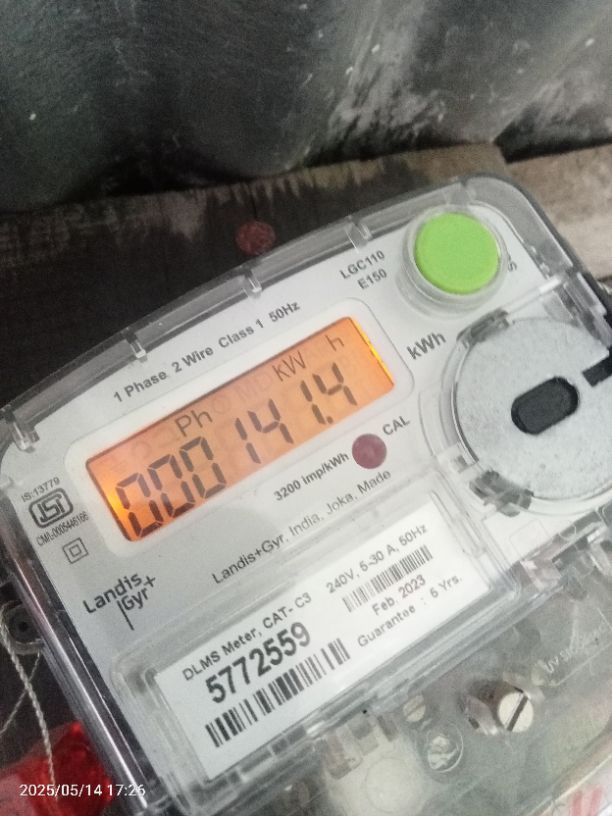 LGC110
E150
1 Phase 2 Wire Class 1 50Hz
kWh
Ph KW h
000141.4
CAL
3200 imp/kWh
IS:13779
ISI
Landis+Gyr, India, Joka, Made
Landis
Gyr+
DLMS Meter, CAT- C3 240V, 5-30 A, 50Hz
5772559
Feb. 2023
Guarantee : 5 Yrs.
2025/05/14 17:26